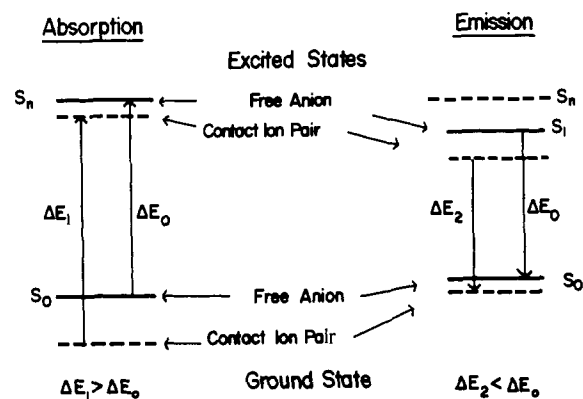 Absorption
Emission
Excited States
Sₙ
Free Anion
Sₙ
Contact Ion Pair
S₁
ΔE₁
ΔE₀
ΔE₂
ΔE₀
S₀
Free Anion
S₀
Contact Ion Pair
ΔE₁ > ΔE₀
Ground State
ΔE₂ < ΔE₀